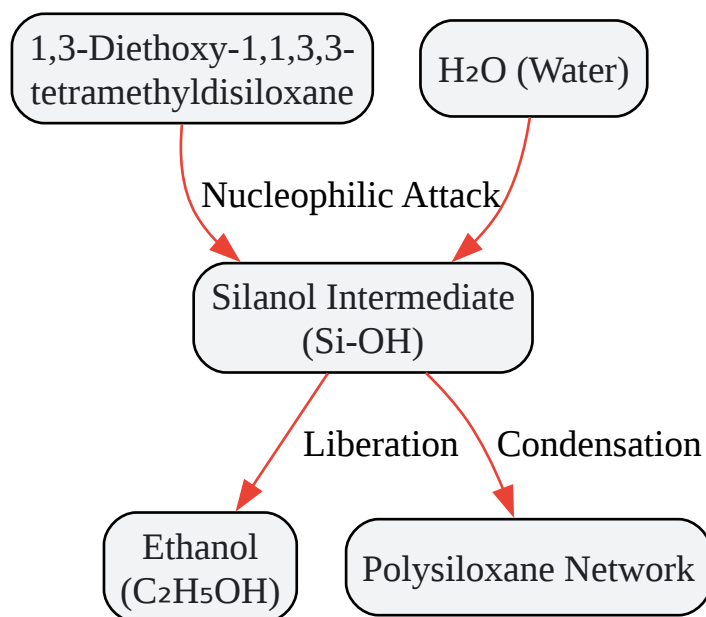 1,3-Diethoxy-1,1,3,3-
tetramethyldisiloxane
H₂O (Water)
Nucleophilic Attack
Silanol Intermediate
(Si-OH)
Liberation
Condensation
Ethanol
(C₂H₅OH)
Polysiloxane Network